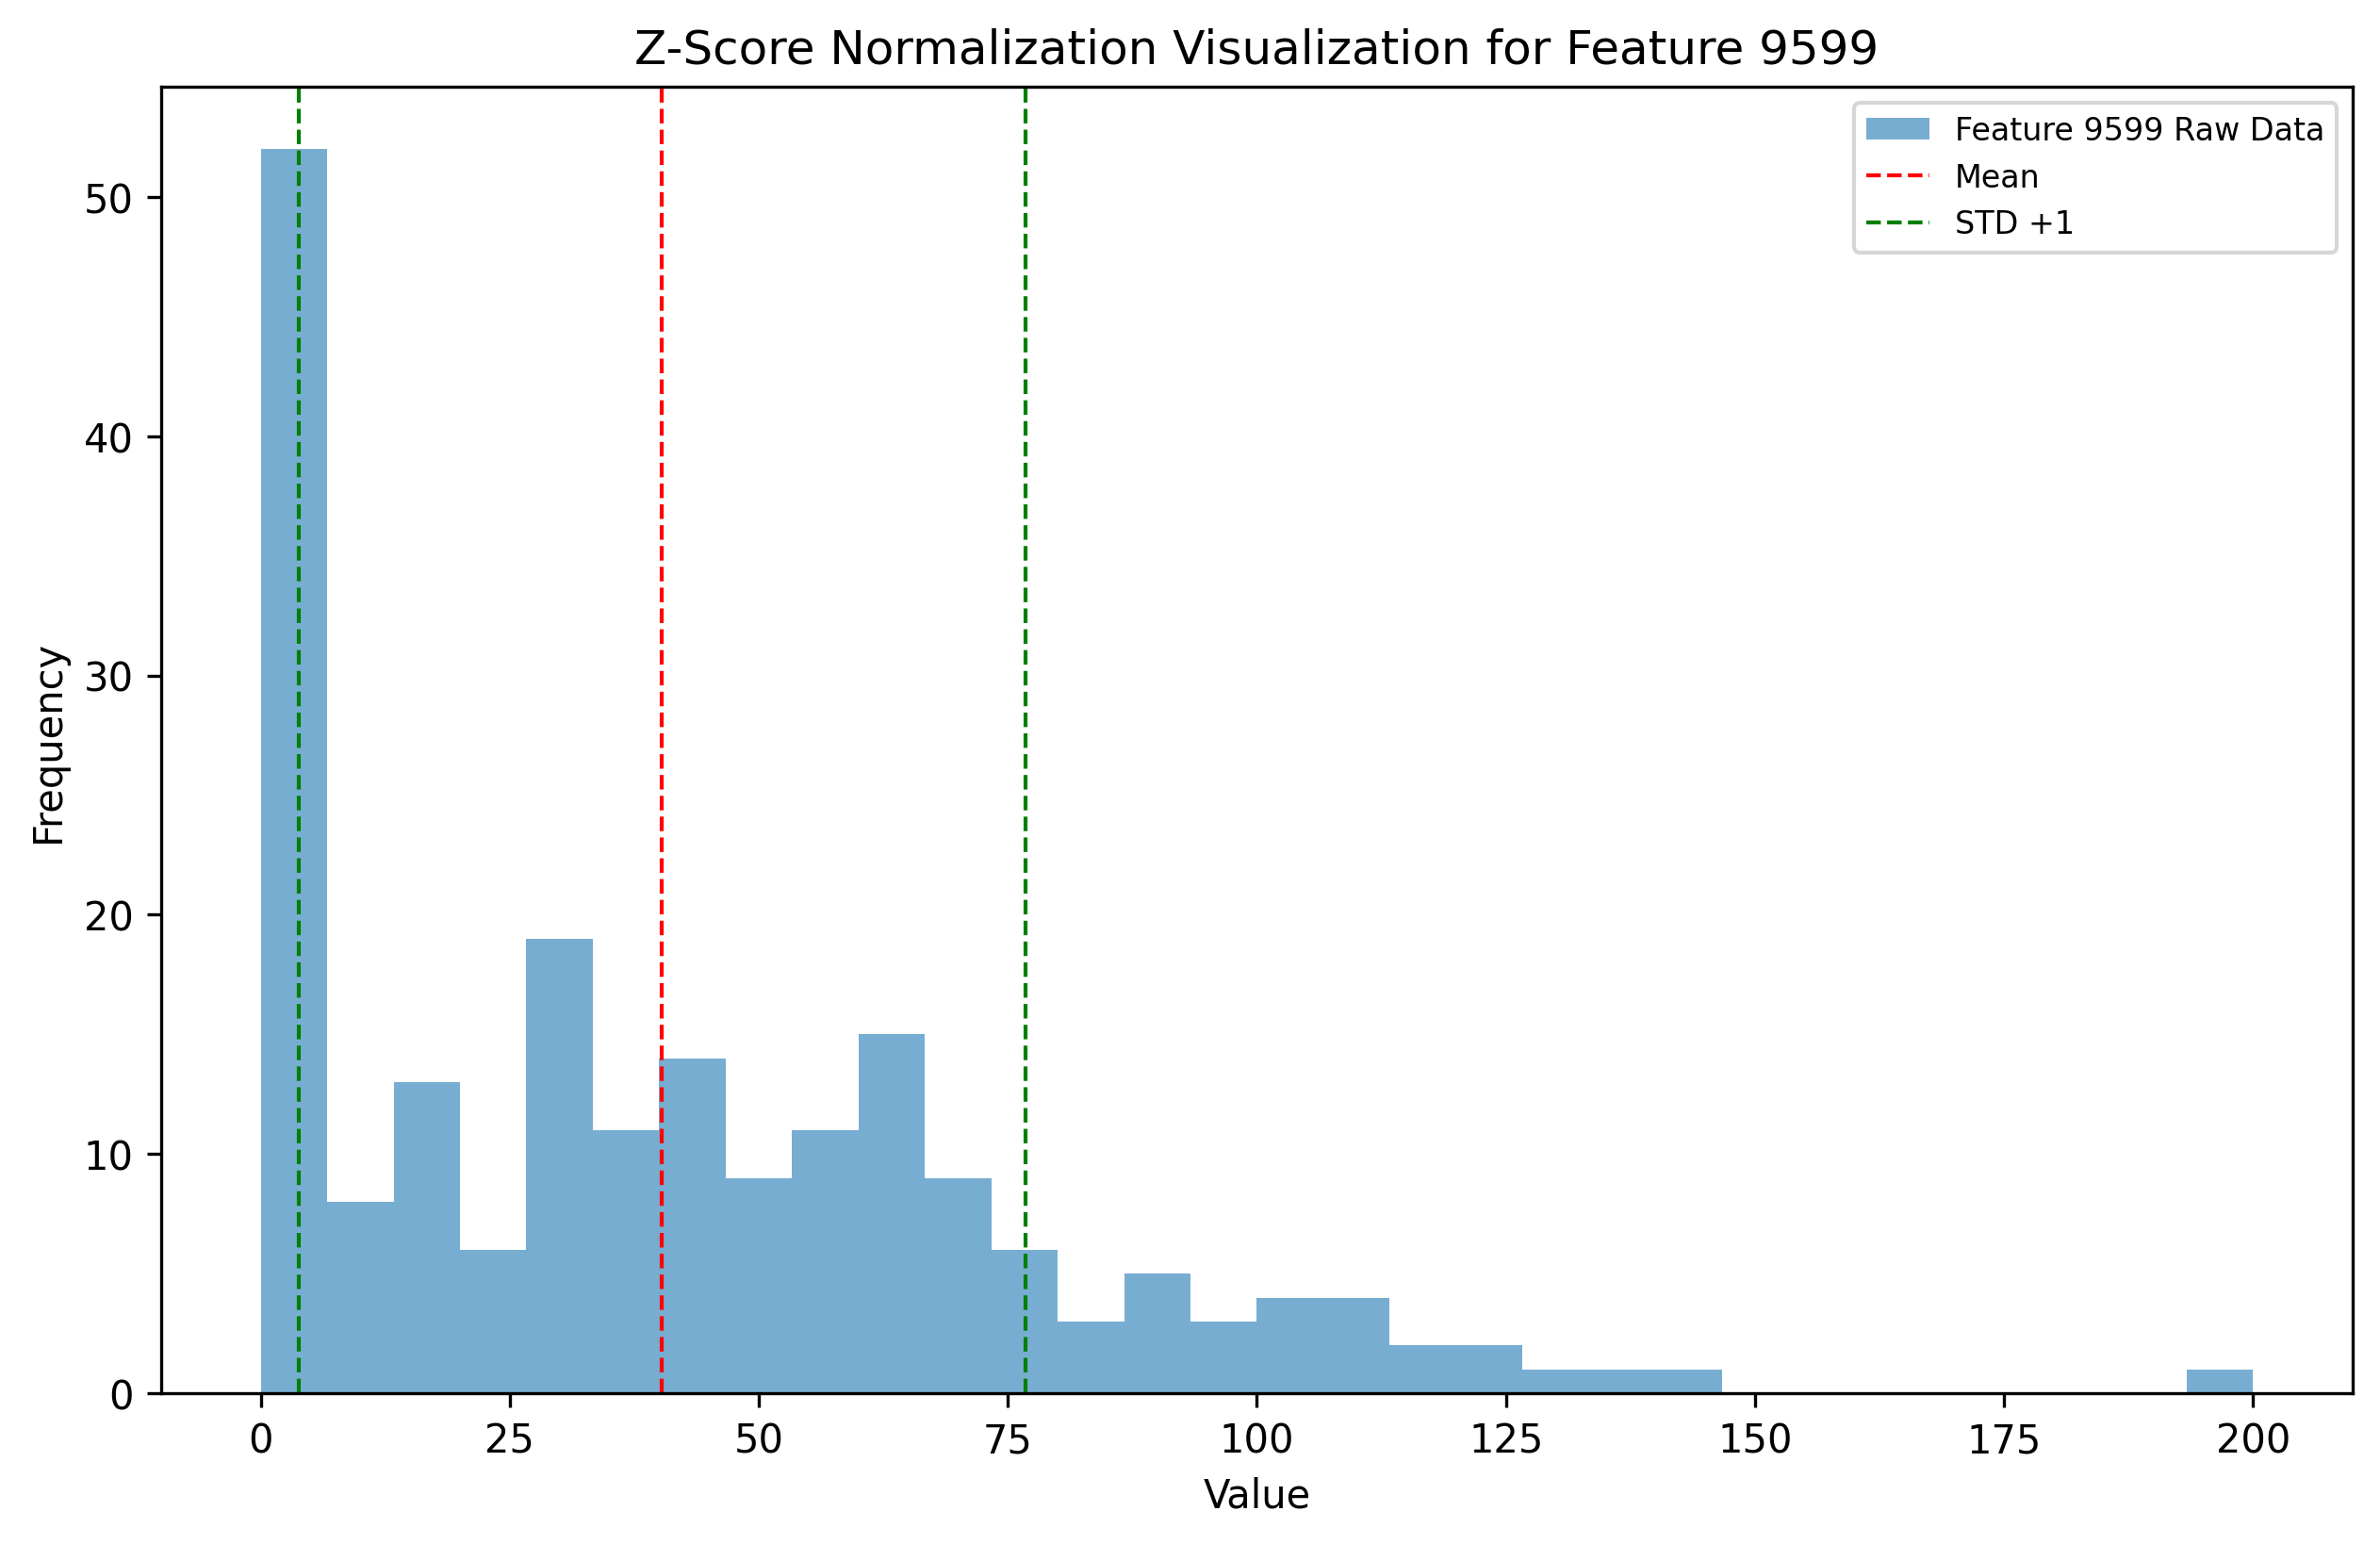 Z-Score Normalization Visualization for Feature 9599
Feature 9599 Raw Data
Mean
STD +1
50
40
30
20
10
0
Frequency
0 25 50 75 100 125 150 175 200
Value